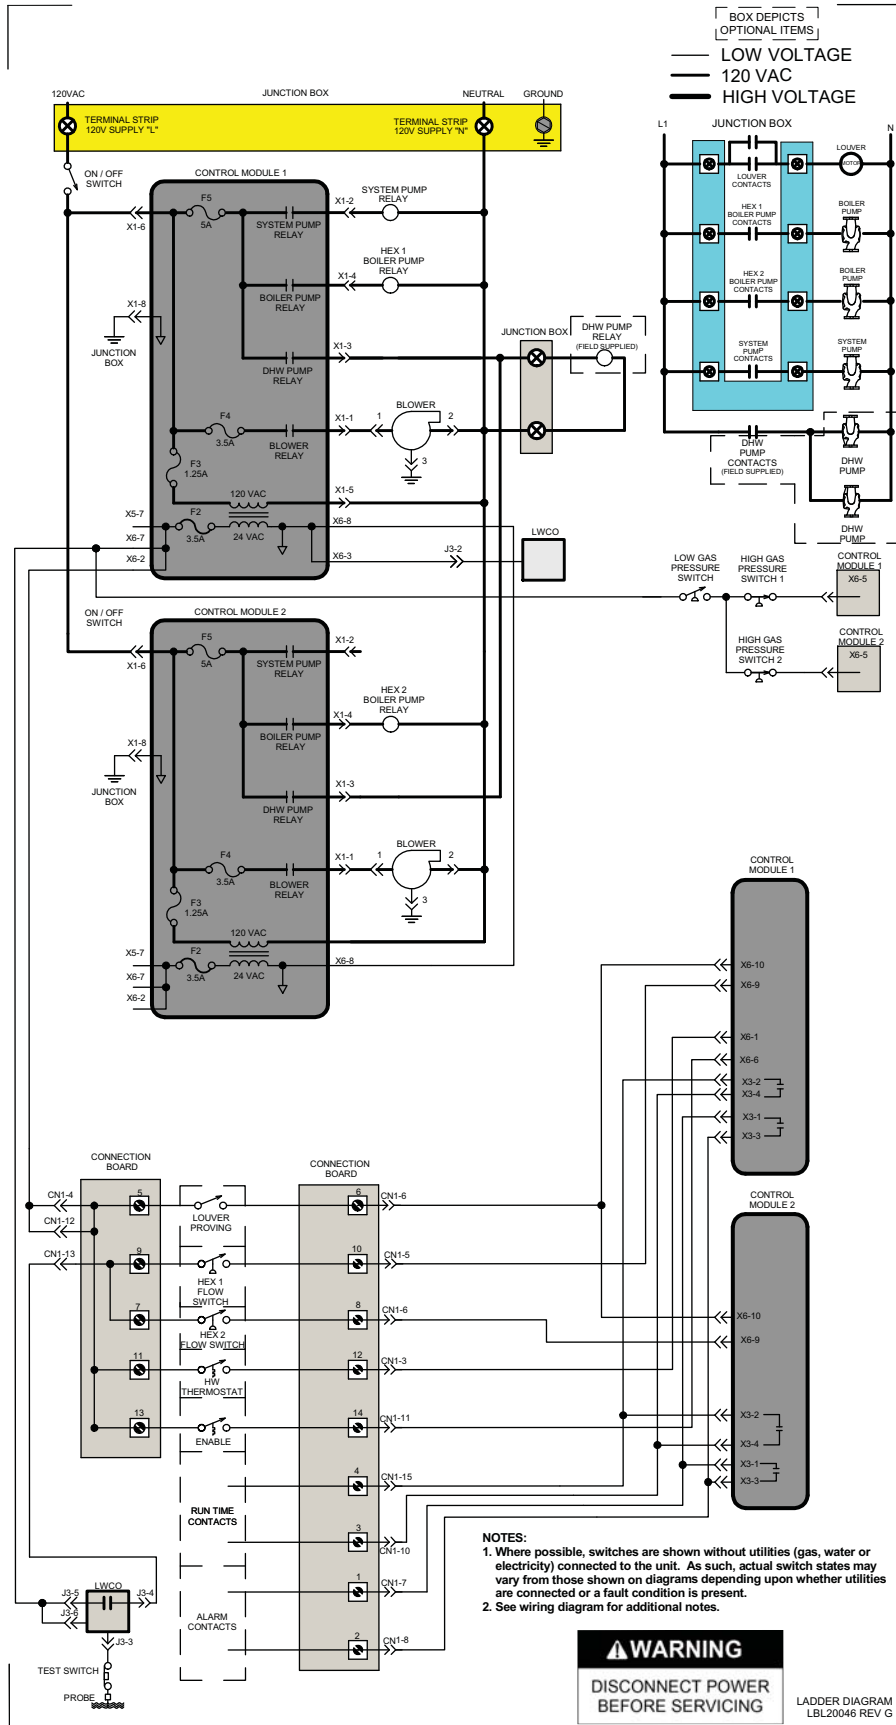 BOX DEPICTS
OPTIONAL ITEMS
LOW VOLTAGE
120 VAC
HIGH VOLTAGE
120VAC
JUNCTION BOX
NEUTRAL
GROUND
TERMINAL STRIP
120V SUPPLY "L"
TERMINAL STRIP
120V SUPPLY "N"
ON / OFF
SWITCH
CONTROL MODULE 1
F5
5A
X1-6
SYSTEM PUMP
RELAY
X1-2
SYSTEM PUMP
RELAY
HEX 1
BOILER PUMP
RELAY
X1-4
BOILER PUMP
RELAY
X1-8
JUNCTION
BOX
X1-3
DHW PUMP
RELAY
JUNCTION BOX
DHW PUMP
RELAY
(FIELD SUPPLIED)
F4
3.5A
BLOWER
RELAY
X1-1
1
BLOWER
2
3
F3
1.25A
120 VAC
X1-5
X5-7
F2
3.5A
24 VAC
X6-8
X6-7
X6-2
X6-3
J3-2
LWCO
L1
JUNCTION BOX
N
LOUVER
MOTOR
LOUVER
CONTACTS
HEX 1
BOILER PUMP
CONTACTS
BOILER
PUMP
HEX 2
BOILER PUMP
CONTACTS
BOILER
PUMP
SYSTEM
PUMP
CONTACTS
SYSTEM
PUMP
DHW
PUMP
CONTACTS
(FIELD SUPPLIED)
DHW
PUMP
DHW
PUMP
LOW GAS
PRESSURE
SWITCH
HIGH GAS
PRESSURE
SWITCH 1
CONTROL
MODULE 1
X6-5
HIGH GAS
PRESSURE
SWITCH 2
CONTROL
MODULE 2
X6-5
ON / OFF
SWITCH
CONTROL MODULE 2
F5
5A
X1-6
SYSTEM PUMP
RELAY
X1-2
HEX 2
BOILER PUMP
RELAY
X1-4
BOILER PUMP
RELAY
X1-8
JUNCTION
BOX
X1-3
DHW PUMP
RELAY
F4
3.5A
BLOWER
RELAY
X1-1
1
BLOWER
2
3
F3
1.25A
120 VAC
X5-7
F2
3.5A
24 VAC
X6-8
X6-7
X6-2
CONTROL
MODULE 1
X6-10
X6-9
X6-1
X6-6
X3-2
X3-4
X3-1
X3-3
CONTROL
MODULE 2
X6-10
X6-9
X3-2
X3-4
X3-1
X3-3
CONNECTION
BOARD
CONNECTION
BOARD
CN1-4
5
LOUVER
PROVING
6
CN1-6
CN1-12
CN1-13
9
HEX 1
FLOW
SWITCH
10
CN1-5
7
HEX 2
FLOW SWITCH
8
CN1-6
11
HW
THERMOSTAT
12
CN1-3
13
ENABLE
14
CN1-11
4
CN1-15
RUN TIME
CONTACTS
3
CN1-10
1
CN1-7
ALARM
CONTACTS
2
CN1-8
J3-5
LWCO
J3-4
J3-6
J3-3
TEST SWITCH
PROBE
NOTES:
1. Where possible, switches are shown without utilities (gas, water or
electricity) connected to the unit. As such, actual switch states may
vary from those shown on diagrams depending upon whether utilities
are connected or a fault condition is present.
2. See wiring diagram for additional notes.
WARNING
DISCONNECT POWER
BEFORE SERVICING
LADDER DIAGRAM
LBL20046 REV G